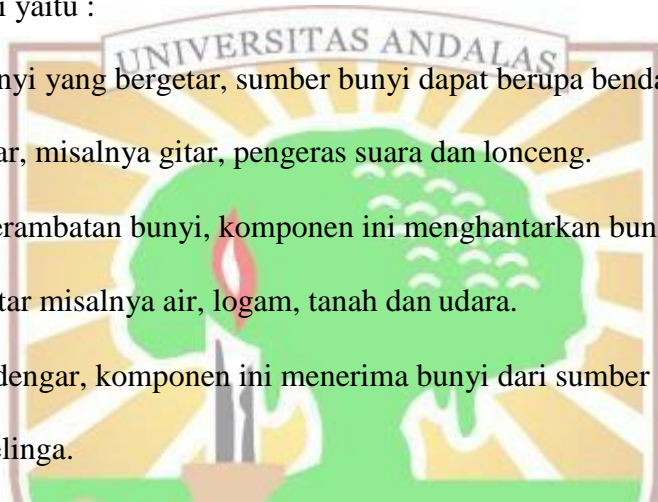 i yaitu :
UNIVERSITAS ANDALAS
nyi yang bergetar, sumber bunyi dapat berupa benda
ar, misalnya gitar, pengeras suara dan lonceng.
erambatan bunyi, komponen ini menghantarkan bun
tar misalnya air, logam, tanah dan udara.
dengar, komponen ini menerima bunyi dari sumber
elinga.